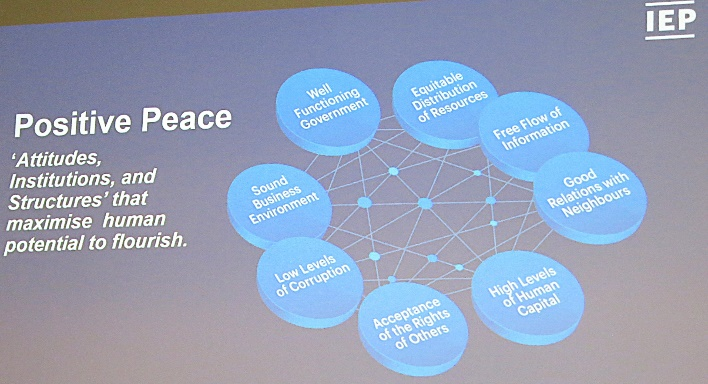 IEP
Positive Peace
‘Attitudes,
Institutions, and
Structures’ that
maximise human
potential to flourish.
Well
Functioning
Government
Equitable
Distribution
of Resources
Free Flow of
Information
Good
Relations with
Neighbours
High Levels
of Human
Capital
Acceptance
of the Rights
of Others
Low Levels
of Corruption
Sound
Business
Environment